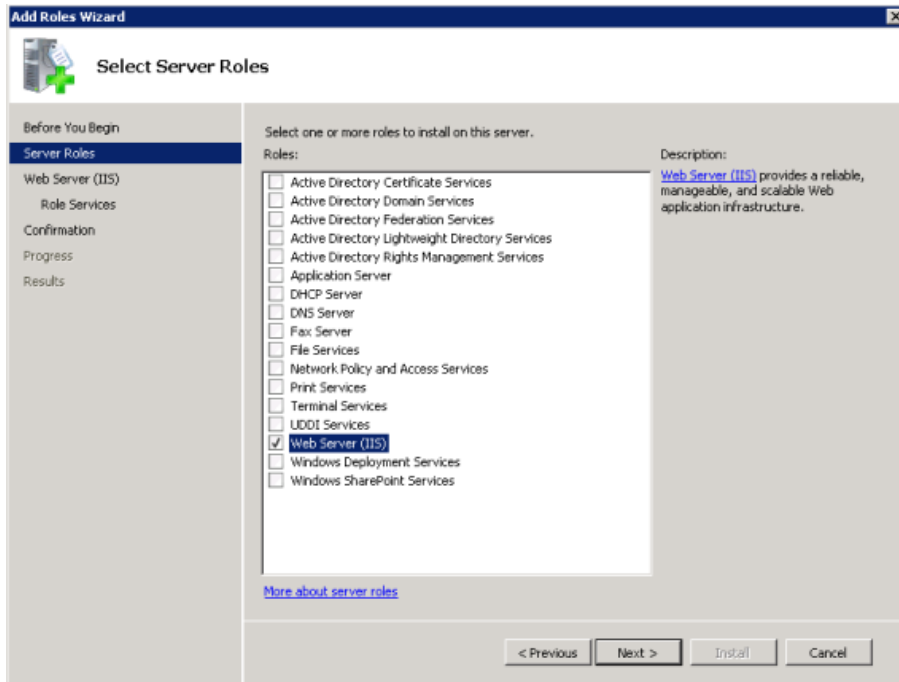 Add Roles Wizard
Select Server Roles
Before You Begin
Server Roles
Web Server (IIS)
Role Services
Confirmation
Progress
Results
Select one or more roles to install on this server.
Roles:
Active Directory Certificate Services
Active Directory Domain Services
Active Directory Federation Services
Active Directory Lightweight Directory Services
Active Directory Rights Management Services
Application Server
DHCP Server
DNS Server
Fax Server
File Services
Network Policy and Access Services
Print Services
Terminal Services
UDDI Services
Web Server (IIS)
Windows Deployment Services
Windows SharePoint Services
More about server roles
Description:
Web Server (IIS) provides a reliable,
manageable, and scalable Web
application infrastructure.
< Previous
Next >
Install
Cancel